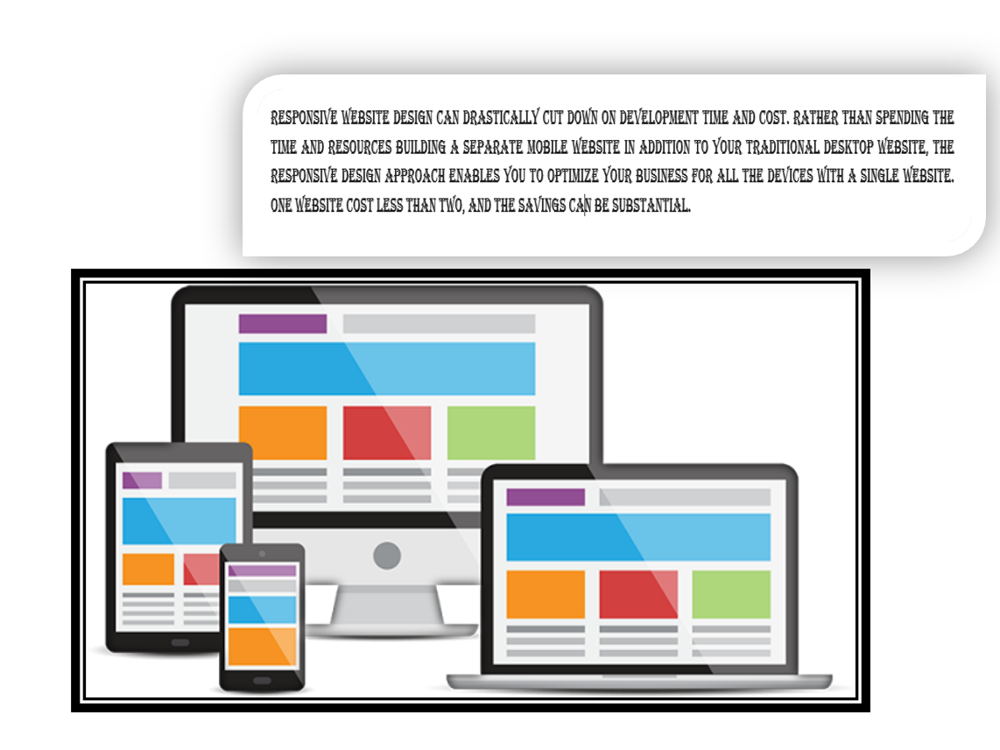 RESPONSIVE WEBSITE DESIGN CAN DRASTICALLY CUT DOWN ON DEVELOPMENT TIME AND COST. RATHER THAN SPENDING THE
TIME AND RESOURCES BUILDING A SEPARATE MOBILE WEBSITE IN ADDITION TO YOUR TRADITIONAL DESKTOP WEBSITE, THE
RESPONSIVE DESIGN APPROACH ENABLES YOU TO OPTIMIZE YOUR BUSINESS FOR ALL THE DEVICES WITH A SINGLE WEBSITE.
ONE WEBSITE COST LESS THAN TWO, AND THE SAVINGS CAN BE SUBSTANTIAL.